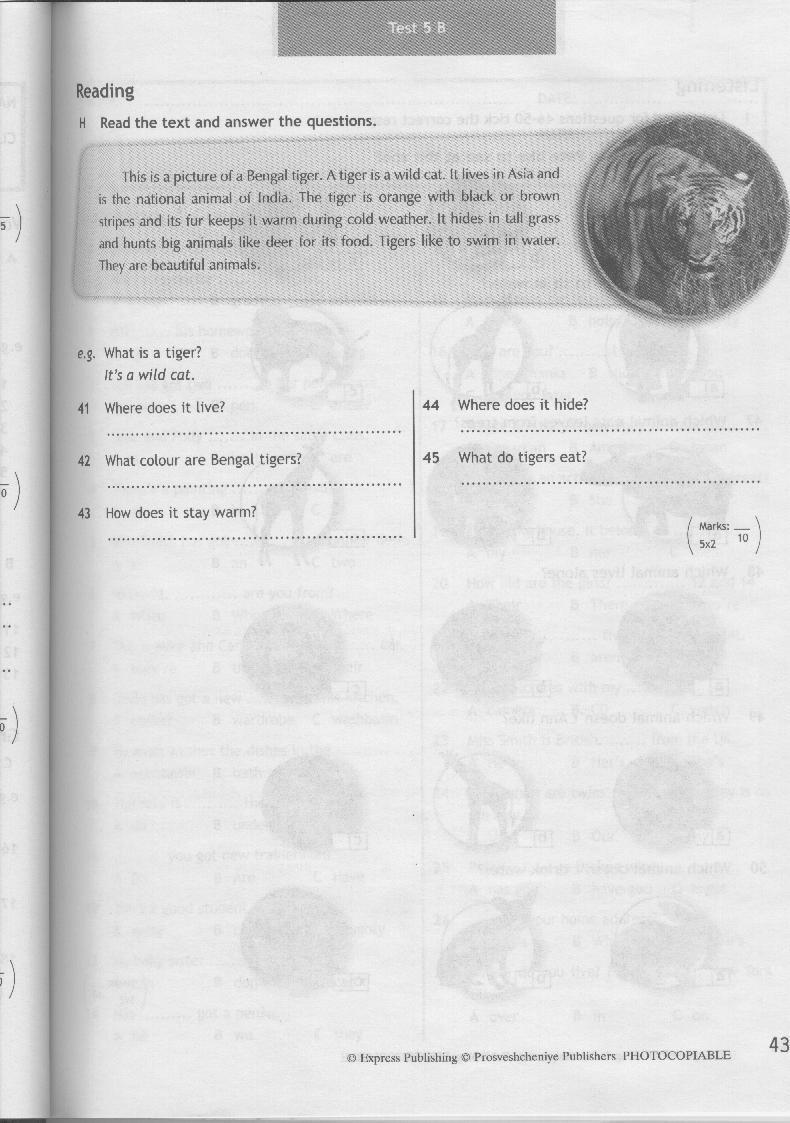 Test 5 B
Reading
H Read the text and answer the questions.
This is a picture of a Bengal tiger. A tiger is a wild cat. It lives in Asia and
is the national animal of India. The tiger is orange with black or brown
stripes and its fur keeps it warm during cold weather. It hides in tall grass
and hunts big animals like deer for its food. Tigers like to swim in water.
They are beautiful animals.
e.g. What is a tiger?
It's a wild cat.
41 Where does it live?
42 What colour are Bengal tigers?
43 How does it stay warm?
44 Where does it hide?
45 What do tigers eat?
(Marks: __
5x2 10)
© Express Publishing © Prosveshcheniye Publishers PHOTOCOPIABLE
43